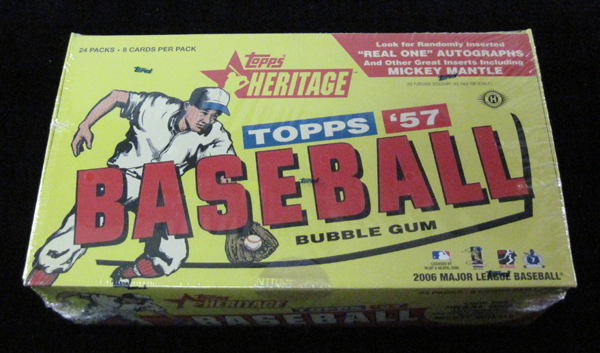 24 PACKS • 8 CARDS PER PACK
Topps
HERITAGE
Look for Randomly Inserted
"REAL ONE" AUTOGRAPHS
And Other Great Inserts Including
MICKEY MANTLE
H
TOPPS '57
BASEBALL
BUBBLE GUM
2006 MAJOR LEAGUE BASEBALL
Topps
HERITAGE
BASEBALL